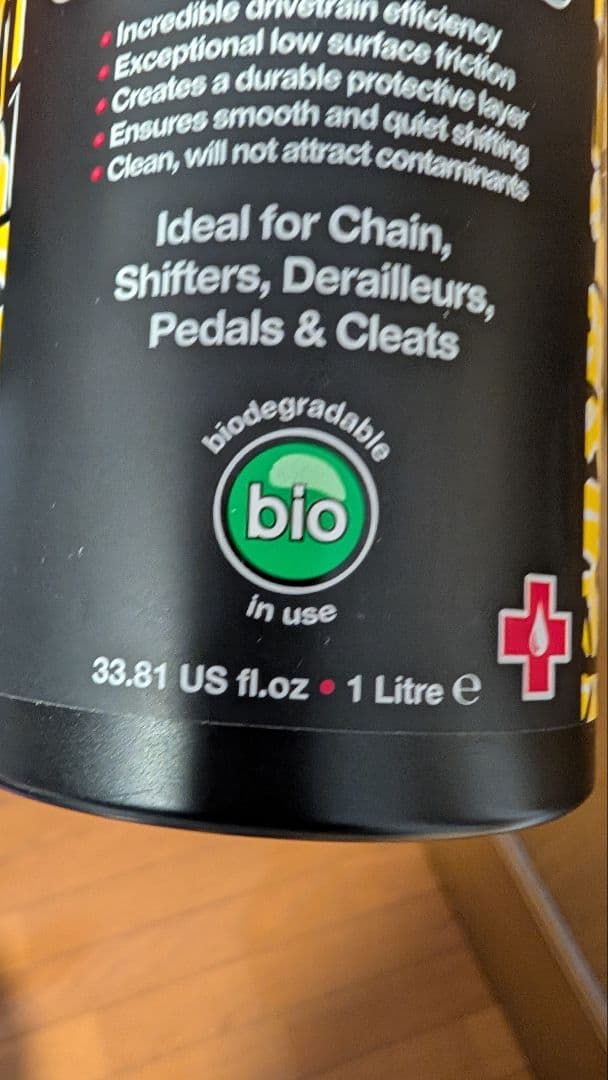 • Incredible drivetrain efficiency
• Exceptional low surface friction
• Creates a durable protective layer
• Ensures smooth and quiet shifting
• Clean, will not attract contaminants
Ideal for Chain,
Shifters, Derailleurs,
Pedals & Cleats
biodegradable
bio
in use
33.81 US fl.oz • 1 Litre ℮